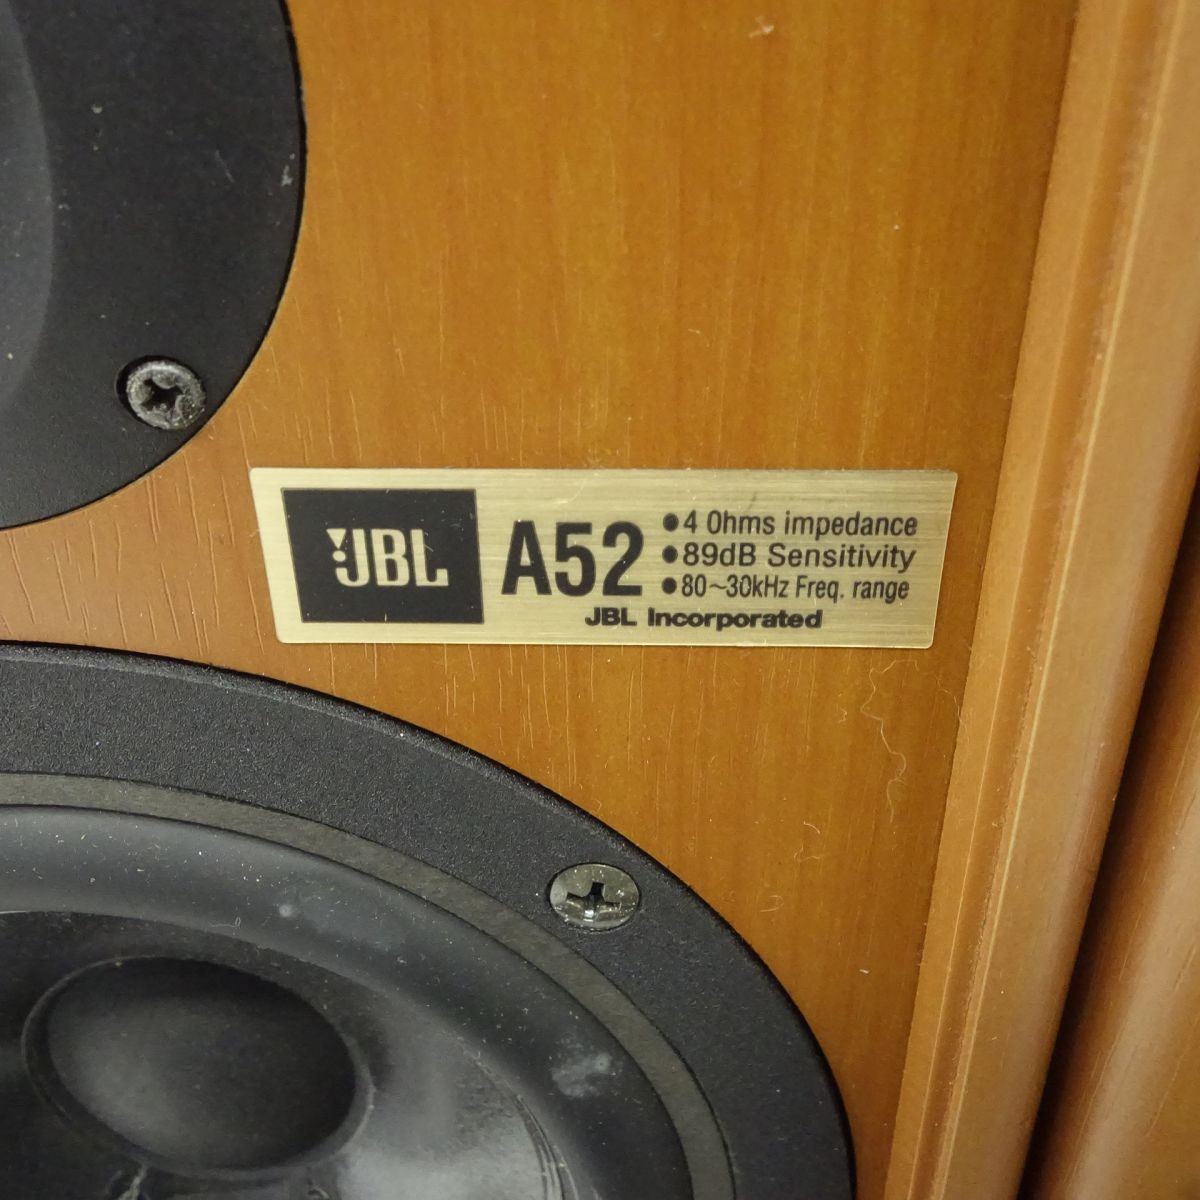 JBL A52
●4 Ohms impedance
●89dB Sensitivity
●80~30kHz Freq. range
JBL Incorporated